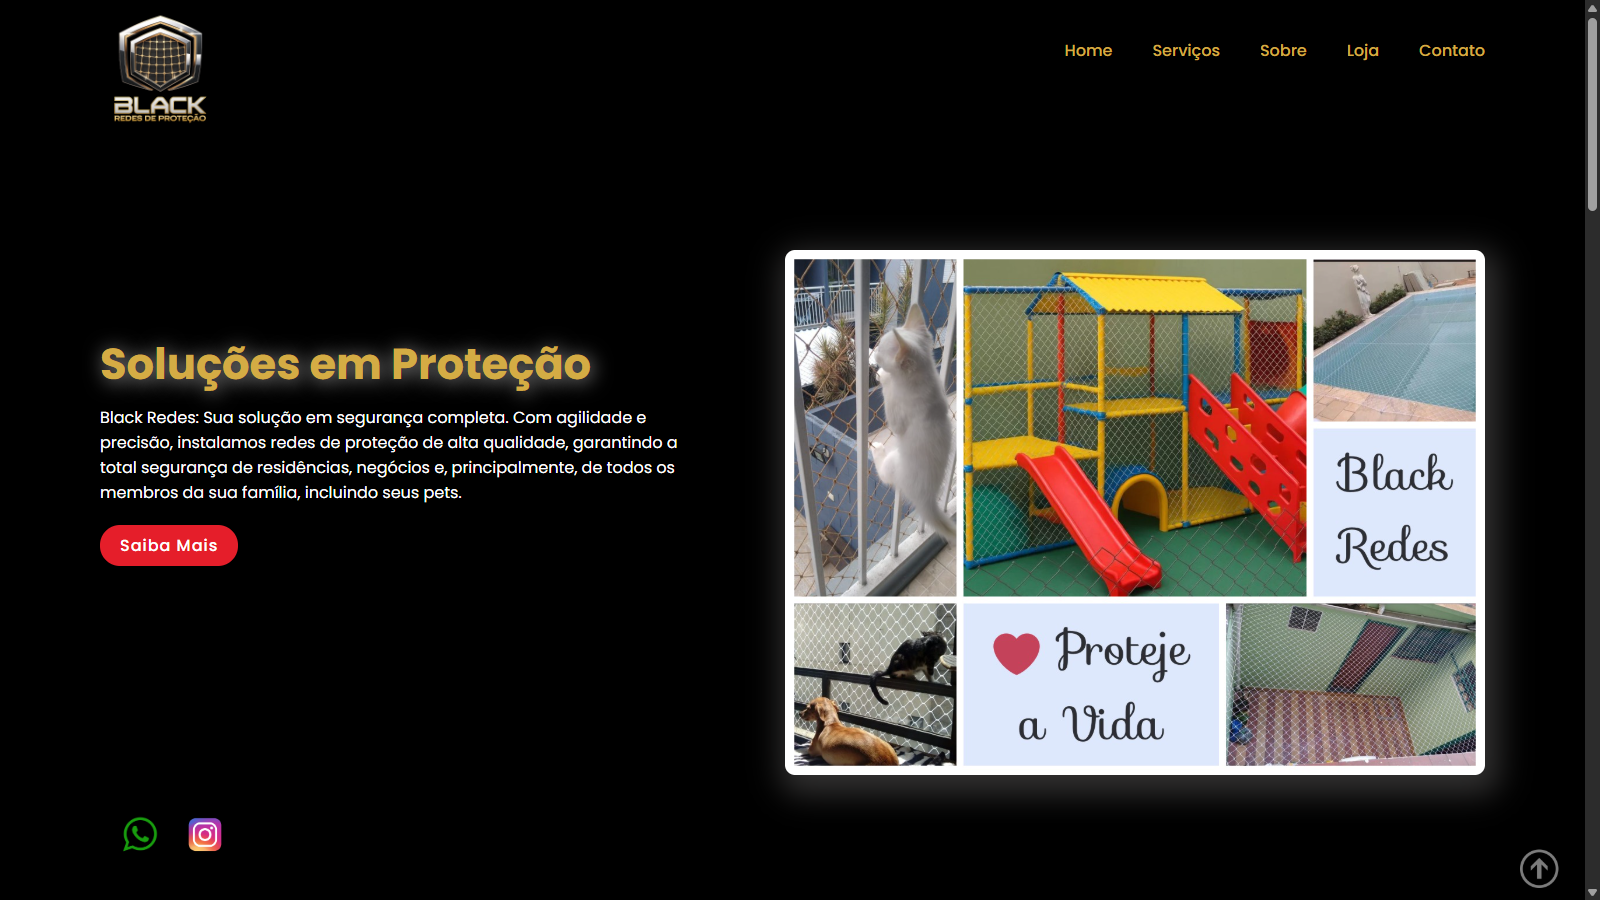 BLACK
REDES DE PROTEÇÃO
Home
Serviços
Sobre
Loja
Contato
Soluções em Proteção
Black Redes: Sua solução em segurança completa. Com agilidade e
precisão, instalamos redes de proteção de alta qualidade, garantindo a
total segurança de residências, negócios e, principalmente, de todos os
membros da sua família, incluindo seus pets.
Saiba Mais
Black
Redes
Proteje
a Vida